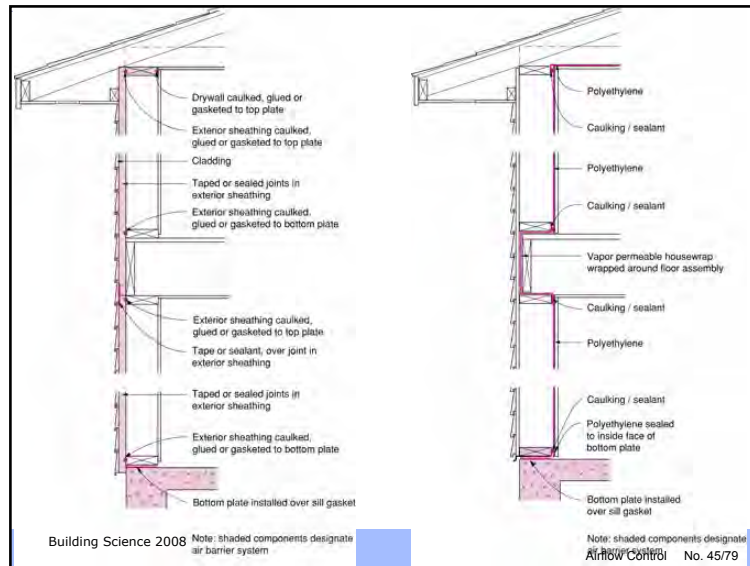 Drywall caulked, glued or
gasketed to top plate
Exterior sheathing caulked,
glued or gasketed to top plate
Cladding
Taped or sealed joints in
exterior sheathing
Exterior sheathing caulked,
glued or gasketed to bottom plate
Exterior sheathing caulked,
glued or gasketed to top plate
Tape or sealant, over joint in
exterior sheathing
Taped or sealed joints in
exterior sheathing
Exterior sheathing caulked,
glued or gasketed to bottom plate
Bottom plate installed over sill gasket
Note: shaded components designate
air barrier system
Polyethylene
Caulking / sealant
Polyethylene
Caulking / sealant
Vapor permeable housewrap
wrapped around floor assembly
Caulking / sealant
Polyethylene
Caulking / sealant
Polyethylene sealed
to inside face of
bottom plate
Bottom plate installed
over sill gasket
Note: shaded components designate
air barrier system
Building Science 2008
Airflow Control No. 45/79